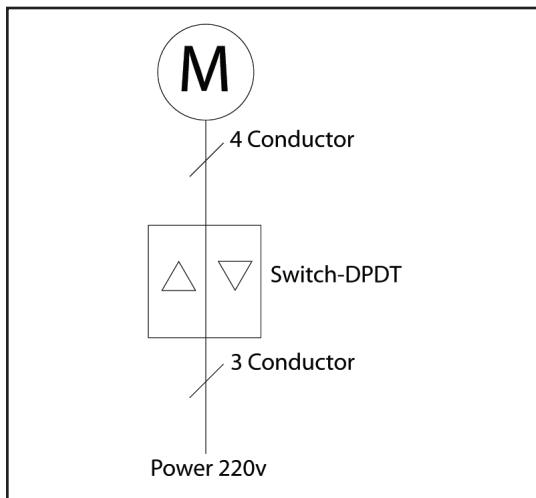 M
4 Conductor
Switch-DPDT
3 Conductor
Power 220v